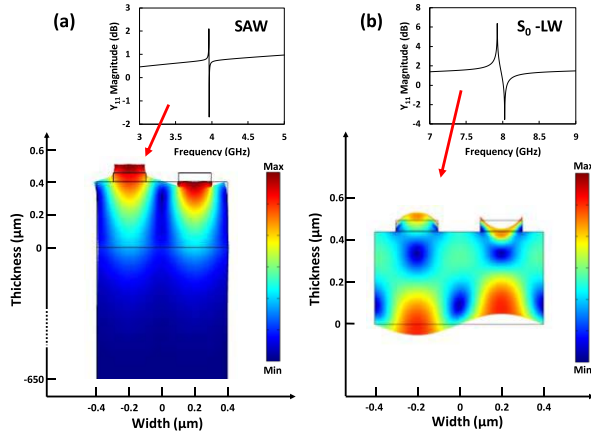 (a)
SAW
Y11 Magnitude (dB)
3
2
1
0
-1
-2
3
3.5
4
4.5
5
Frequency (GHz)
Thickness (μm)
0.6
0.4
0.2
0
-650
Max
Min
-0.4
-0.2
0
0.2
0.4
Width (μm)
(b)
S0 -LW
Y11 Magnitude (dB)
8
6
4
2
0
-2
-4
7
7.5
8
8.5
9
Frequency (GHz)
Thickness (μm)
0.6
0.4
0.2
0
Max
Min
-0.4
-0.2
0
0.2
0.4
Width (μm)